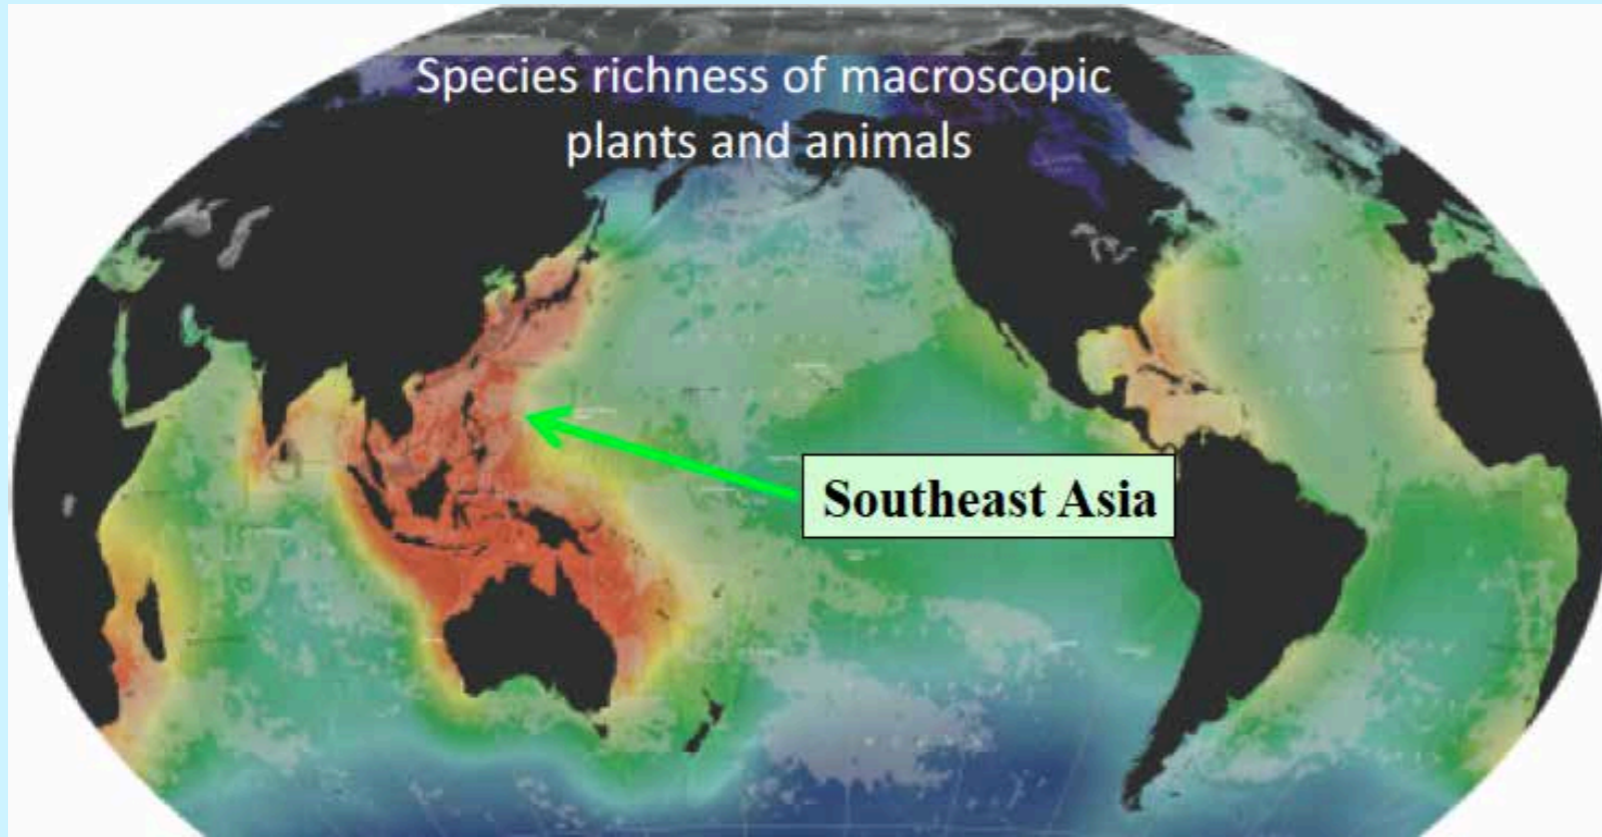 Species richness of macroscopic
plants and animals
Southeast Asia